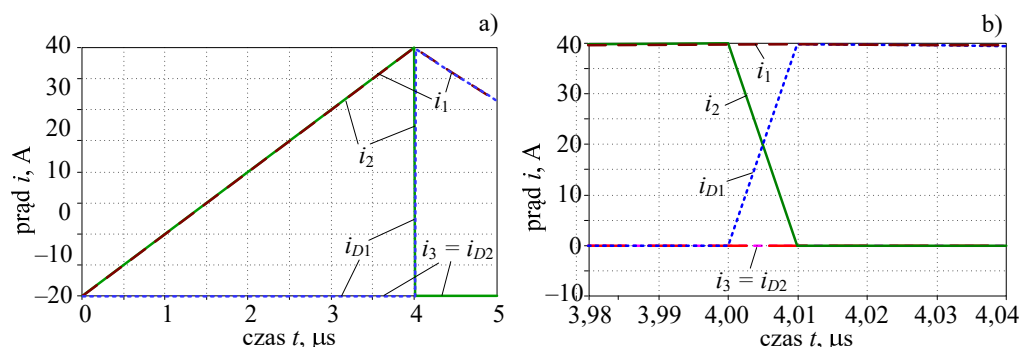 a)
prąd i, A
40
30
20
10
0
–10
–20
i1
i2
iD1
i3 = iD2
0 1 2 3 4 5
czas t, μs
b)
prąd i, A
40
30
20
10
0
–10
i1
i2
iD1
i3 = iD2
3,98 3,99 4,00 4,01 4,02 4,03 4,04
czas t, μs